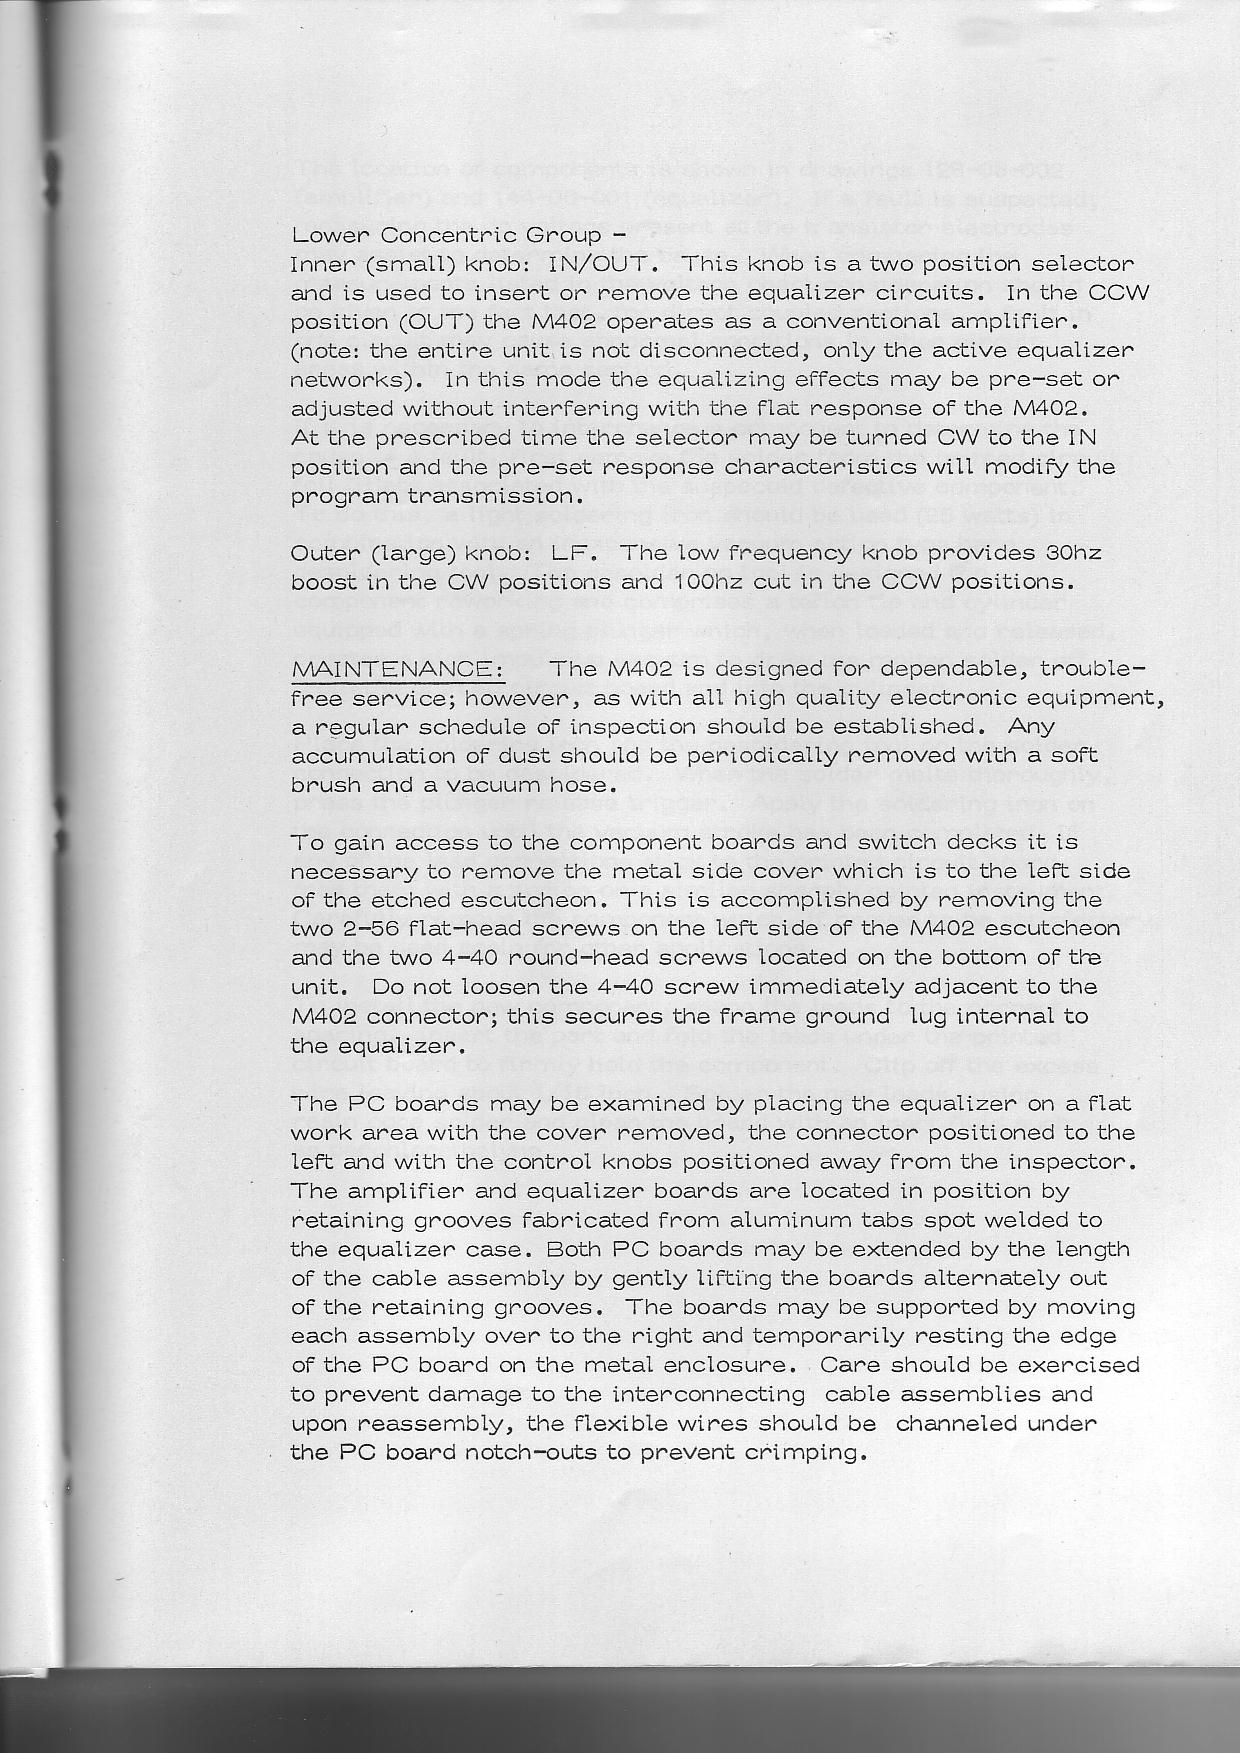 Lower Concentric Group -
Inner (small) knob: IN/OUT. This knob is a two position selector
and is used to insert or remove the equalizer circuits. In the CCW
position (OUT) the M402 operates as a conventional amplifier.
(note: the entire unit is not disconnected, only the active equalizer
networks). In this mode the equalizing effects may be pre-set or
adjusted without interfering with the flat response of the M402.
At the prescribed time the selector may be turned CW to the IN
position and the pre-set response characteristics will modify the
program transmission.
Outer (large) knob: LF. The low frequency knob provides 30hz
boost in the CW positions and 100hz cut in the CCW positions.
MAINTENANCE: The M402 is designed for dependable, trouble-
free service; however, as with all high quality electronic equipment,
a regular schedule of inspection should be established. Any
accumulation of dust should be periodically removed with a soft
brush and a vacuum hose.
To gain access to the component boards and switch decks it is
necessary to remove the metal side cover which is to the left side
of the etched escutcheon. This is accomplished by removing the
two 2-56 flat-head screws on the left side of the M402 escutcheon
and the two 4-40 round-head screws located on the bottom of the
unit. Do not loosen the 4-40 screw immediately adjacent to the
M402 connector; this secures the frame ground lug internal to
the equalizer.
The PC boards may be examined by placing the equalizer on a flat
work area with the cover removed, the connector positioned to the
left and with the control knobs positioned away from the inspector.
The amplifier and equalizer boards are located in position by
retaining grooves fabricated from aluminum tabs spot welded to
the equalizer case. Both PC boards may be extended by the length
of the cable assembly by gently lifting the boards alternately out
of the retaining grooves. The boards may be supported by moving
each assembly over to the right and temporarily resting the edge
of the PC board on the metal enclosure. Care should be exercised
to prevent damage to the interconnecting cable assemblies and
upon reassembly, the flexible wires should be channeled under
the PC board notch-outs to prevent crimping.